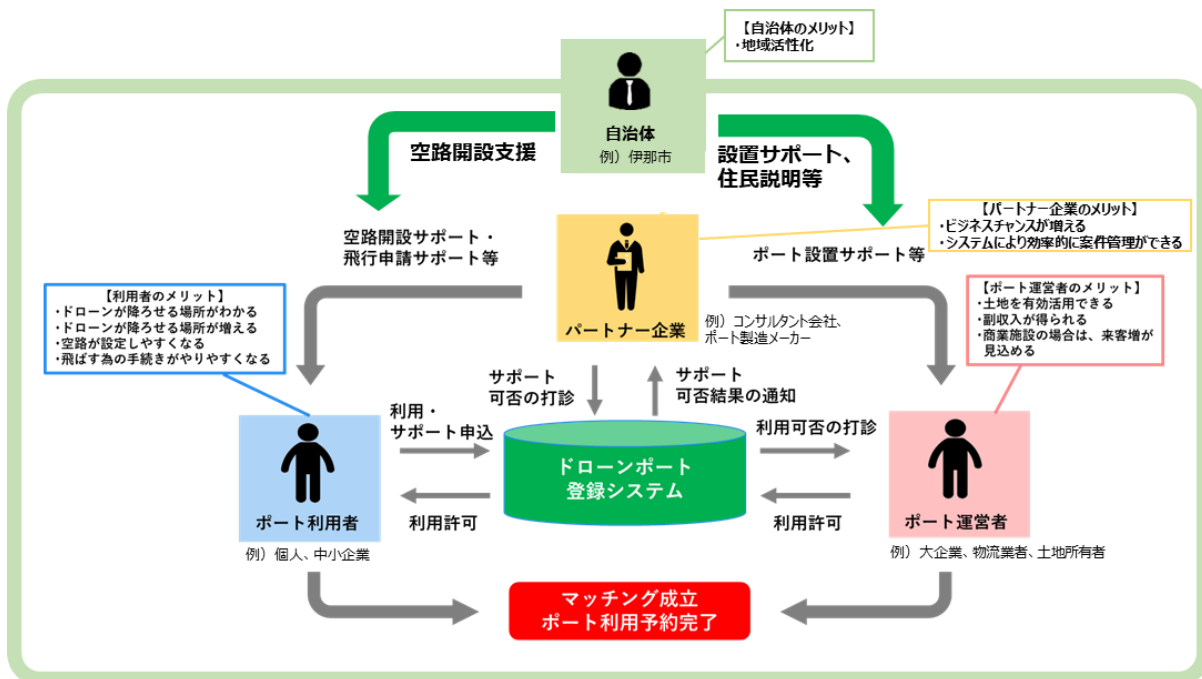 【自治体のメリット】
・地域活性化
自治体
例）伊那市
空路開設支援
設置サポート、
住民説明等
【パートナー企業のメリット】
・ビジネスチャンスが増える
・システムにより効率的に案件管理ができる
空路開設サポート・
飛行申請サポート等
ポート設置サポート等
パートナー企業
例）コンサルタント会社、
ポート製造メーカー
【利用者のメリット】
・ドローンが降ろせる場所がわかる
・ドローンが降ろせる場所が増える
・空路が設定しやすくなる
・飛ばす為の手続きがやりやすくなる
【ポート運営者のメリット】
・土地を有効活用できる
・副収入が得られる
・商業施設の場合は、来客増が
見込める
サポート
可否の打診
サポート
可否結果の通知
利用・
サポート申込
利用可否の打診
ドローンポート
登録システム
利用許可
利用許可
ポート利用者
例）個人、中小企業
ポート運営者
例）大企業、物流業者、土地所有者
マッチング成立
ポート利用予約完了